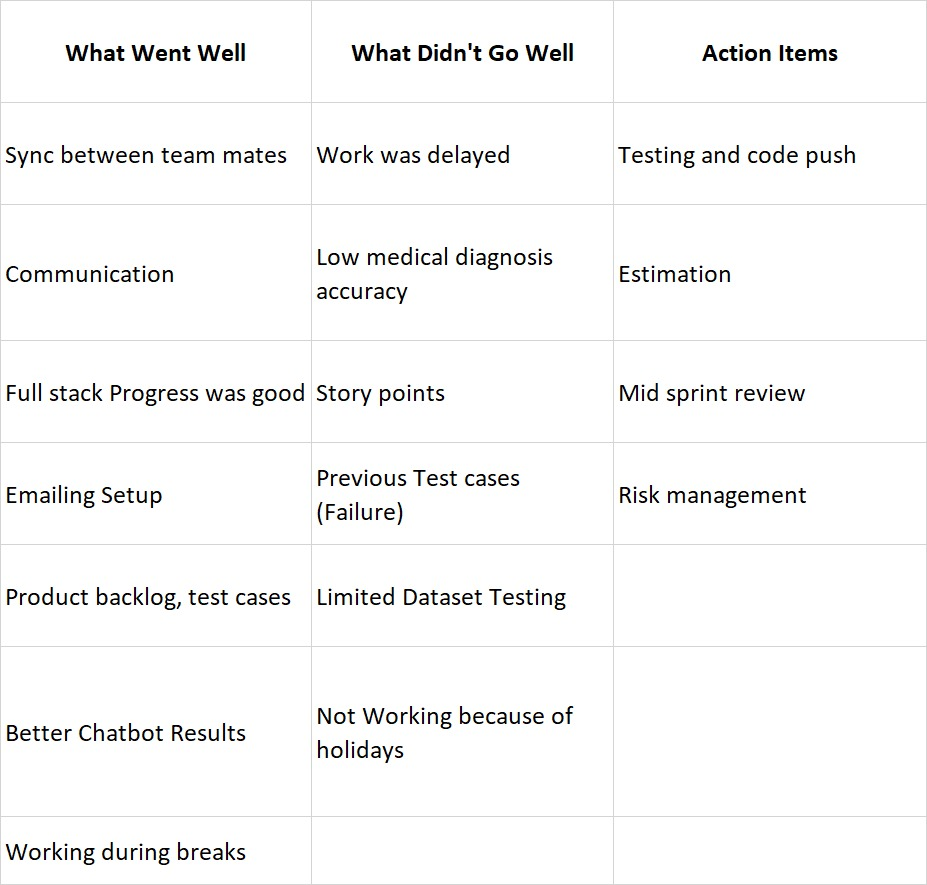 What Went Well
What Didn't Go Well
Action Items
Sync between team mates
Work was delayed
Testing and code push
Communication
Low medical diagnosis
accuracy
Estimation
Full stack Progress was good
Story points
Mid sprint review
Emailing Setup
Previous Test cases
(Failure)
Risk management
Product backlog, test cases
Limited Dataset Testing
Better Chatbot Results
Not Working because of
holidays
Working during breaks